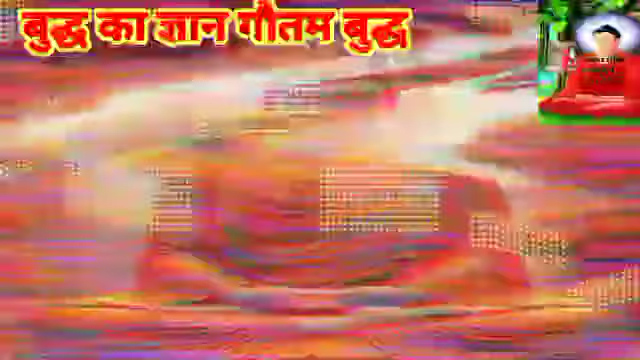 बुद्ध का ज्ञान गौतम बुद्ध